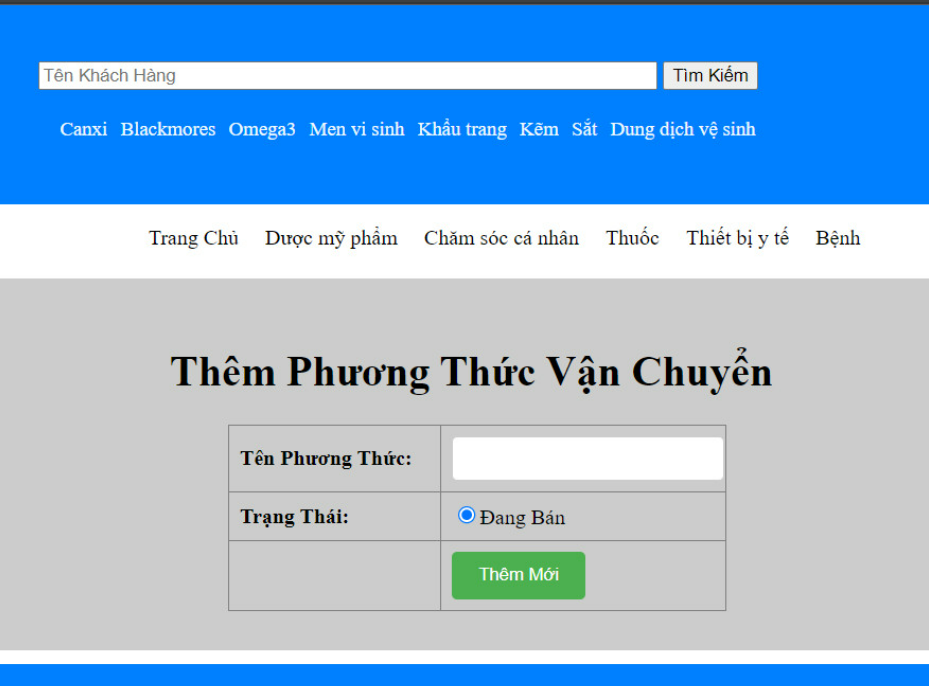 Tên Khách Hàng Tìm Kiếm
Canxi Blackmores Omega3 Men vi sinh Khẩu trang Kẽm Sắt Dung dịch vệ sinh
Trang Chủ Dược mỹ phẩm Chăm sóc cá nhân Thuốc Thiết bị y tế Bệnh
Thêm Phương Thức Vận Chuyển
Tên Phương Thức:
Trạng Thái: Đang Bán
Thêm Mới